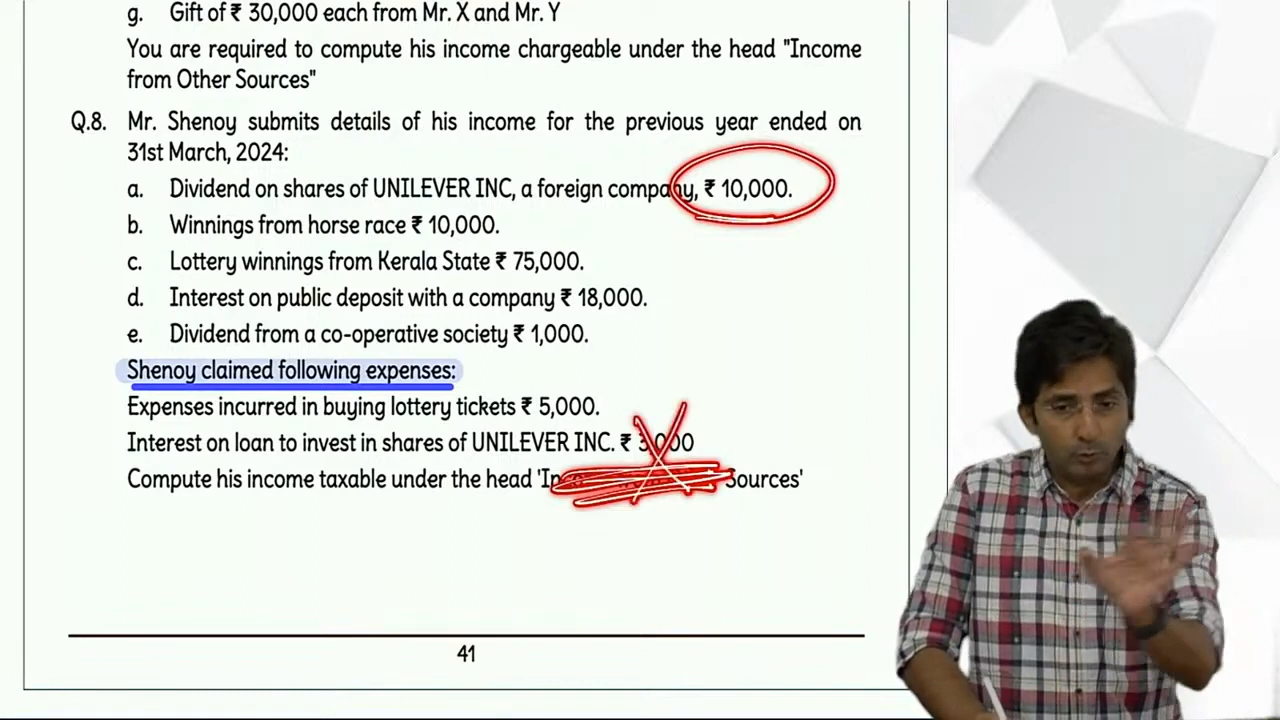 g. Gift of ₹ 30,000 each from Mr. X and Mr. Y
You are required to compute his income chargeable under the head "Income
from Other Sources"
Q.8. Mr. Shenoy submits details of his income for the previous year ended on
31st March, 2024:
a. Dividend on shares of UNILEVER INC, a foreign company, ₹ 10,000.
b. Winnings from horse race ₹ 10,000.
c. Lottery winnings from Kerala State ₹ 75,000.
d. Interest on public deposit with a company ₹ 18,000.
e. Dividend from a co-operative society ₹ 1,000.
Shenoy claimed following expenses:
Expenses incurred in buying lottery tickets ₹ 5,000.
Interest on loan to invest in shares of UNILEVER INC. ₹ 3,000
Compute his income taxable under the head 'In Sources'
41